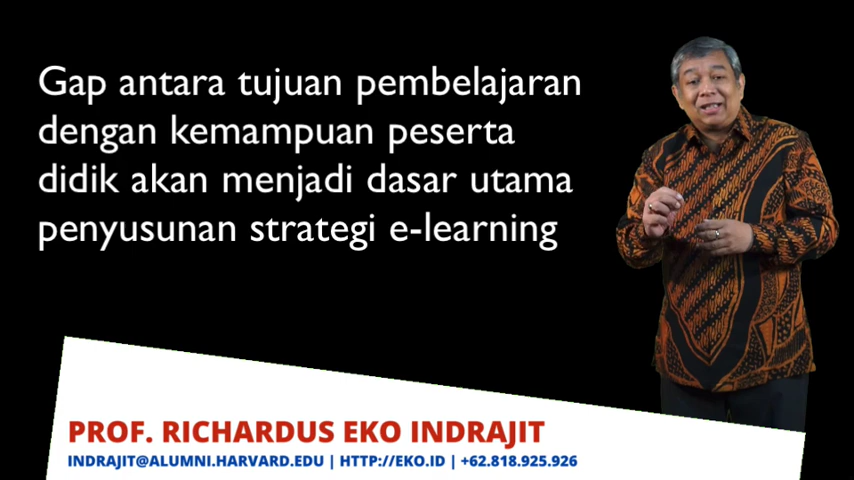 Gap antara tujuan pembelajaran
dengan kemampuan peserta
didik akan menjadi dasar utama
penyusunan strategi e-learning
PROF. RICHARDUS EKO INDRAJIT
INDRAJIT@ALUMNI.HARVARD.EDU | HTTP://EKO.ID | +62.818.925.926